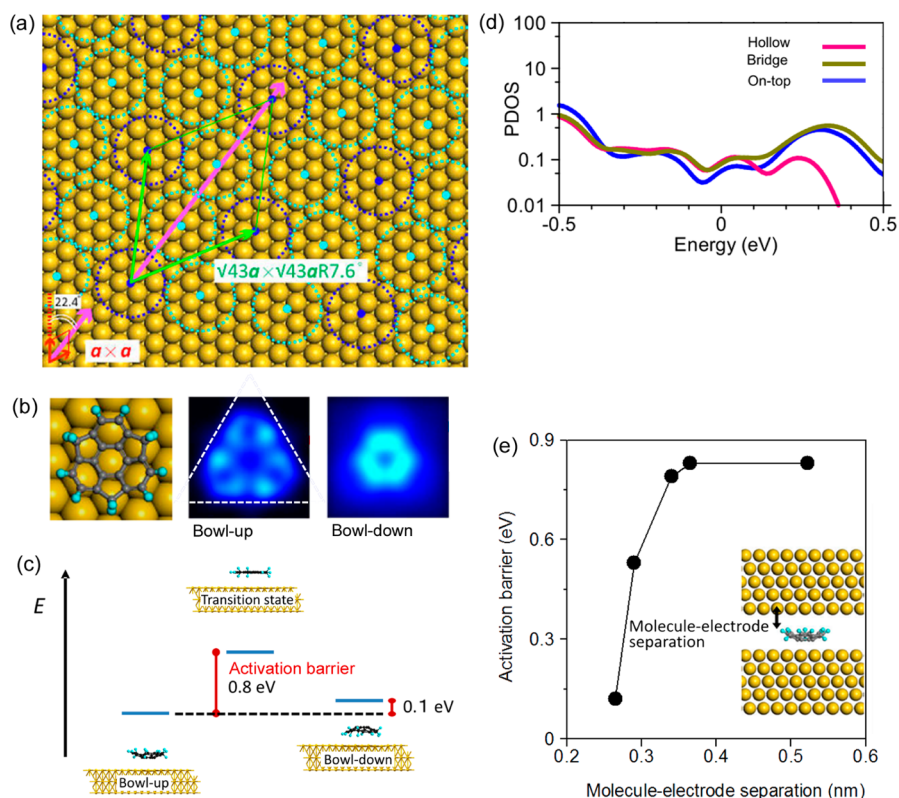 (a)
√43a×√43aR7.6°
22.4°
a × a
(b)
Bowl-up
Bowl-down
(c)
E
Transition state
Activation barrier
0.8 eV
0.1 eV
Bowl-up
Bowl-down
(d)
PDOS
100
10
1
0.1
0.01
Hollow
Bridge
On-top
-0.5
0
0.5
Energy (eV)
(e)
Activation barrier (eV)
0.9
0.6
0.3
0
Molecule-electrode
separation
0.2
0.3
0.4
0.5
0.6
Molecule-electrode separation (nm)